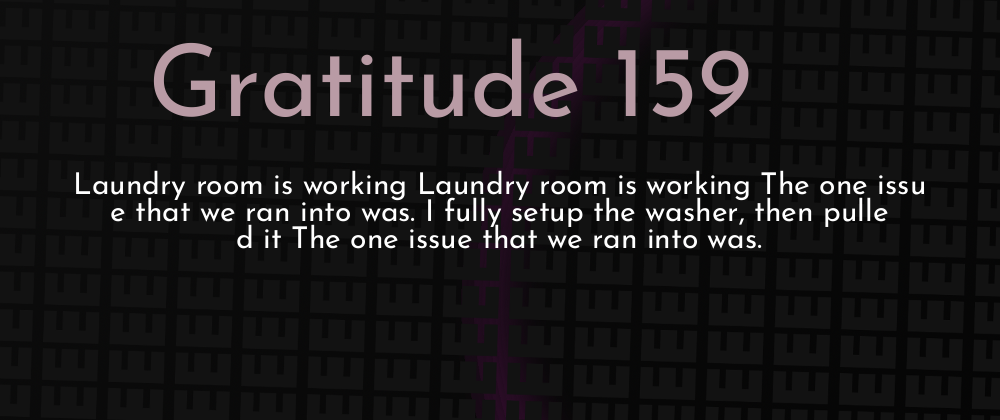 Gratitude 159
Laundry room is working Laundry room is working The one issu
e that we ran into was. I fully setup the washer, then pulle
d it The one issue that we ran into was.